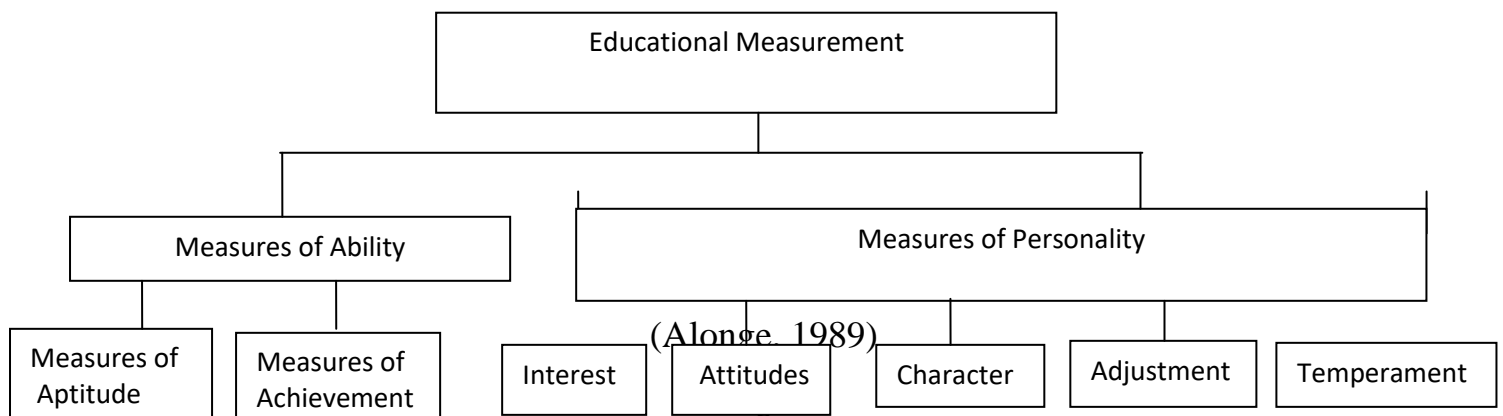 Educational Measurement
Measures of Ability
Measures of Personality
(Alonge, 1989)
Measures of
Aptitude
Measures of
Achievement
Interest
Attitudes
Character
Adjustment
Temperament